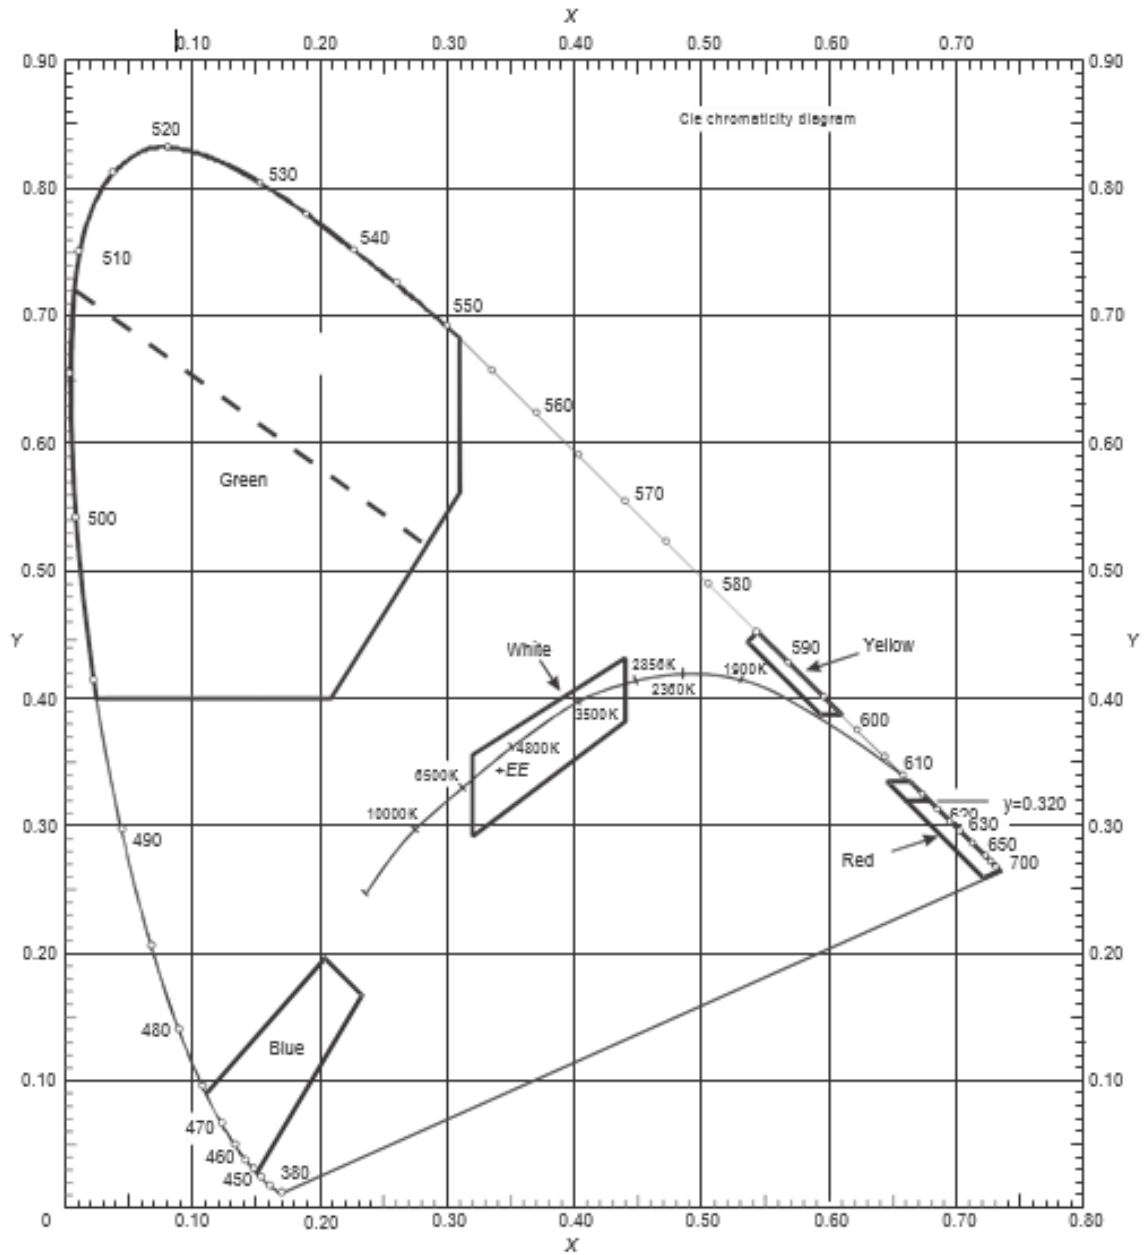 X
0.10 0.20 0.30 0.40 0.50 0.60 0.70
0.90 0.90
Cie chromaticity diagram
520
530
0.80 0.80
540
510
550
0.70 0.70
560
0.60 0.60
Green
570
500
0.50 580 0.50
Y Y
590 Yellow
White
2856K 1900K
2360K
0.40 0.40
3500K 600
4800K
610
EE
6500K
y=0.320
10000K 620
0.30 630 0.30
490 650
Red 700
0.20 0.20
480
Blue
0.10 0.10
470
460
450 380
0 0.10 0.20 0.30 0.40 0.50 0.60 0.70 0.80
X